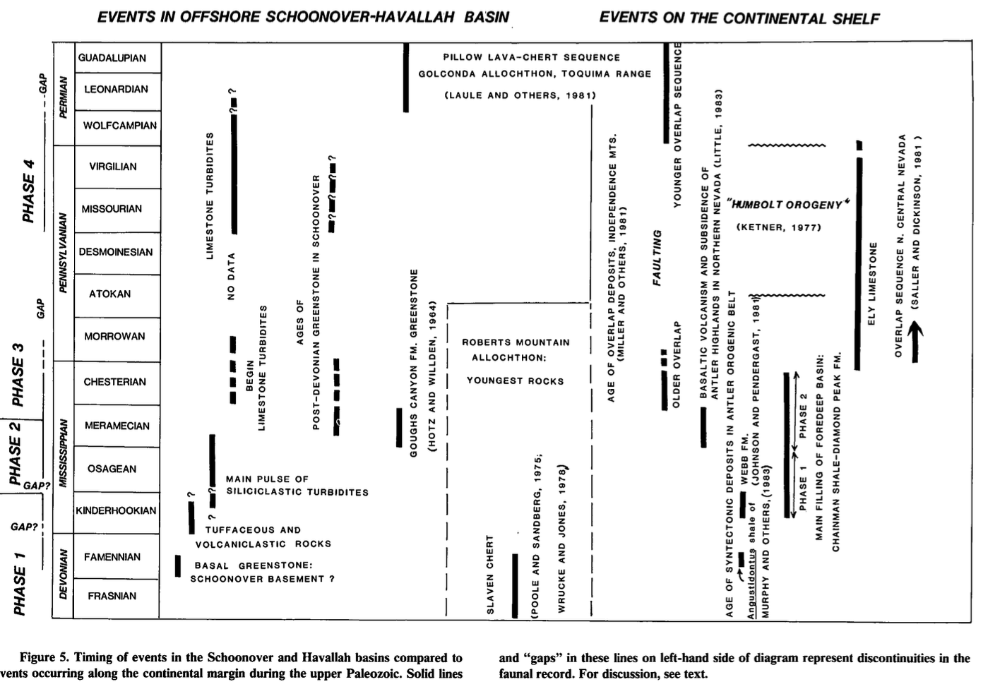 EVENTS IN OFFSHORE SCHOONOVER-HAVALLAH BASIN
EVENTS ON THE CONTINENTAL SHELF
PHASE 4
PHASE 3
PHASE 2
PHASE 1
GAP
GAP
GAP?
GAP?
PERMIAN
PENNSYLVANIAN
MISSISSIPPIAN
DEVONIAN
GUADALUPIAN
LEONARDIAN
WOLFCAMPIAN
VIRGILIAN
MISSOURIAN
DESMOINESIAN
ATOKAN
MORROWAN
CHESTERIAN
MERAMECIAN
OSAGEAN
KINDERHOOKIAN
FAMENNIAN
FRASNIAN
LIMESTONE TURBIDITES
?
?
NO DATA
BEGIN
LIMESTONE TURBIDITES
MAIN PULSE OF
SILICICLASTIC TURBIDITES
?
?
?
TUFFACEOUS AND
VOLCANICLASTIC ROCKS
BASAL GREENSTONE:
SCHOONOVER BASEMENT ?
AGES OF
POST-DEVONIAN GREENSTONE IN SCHOONOVER
?
?
?
?
?
GOUGHS CANYON FM. GREENSTONE
(HOTZ AND WILLDEN, 1964)
PILLOW LAVA-CHERT SEQUENCE
GOLCONDA ALLOCHTHON, TOQUIMA RANGE
(LAULE AND OTHERS, 1981)
ROBERTS MOUNTAIN
ALLOCHTHON:
YOUNGEST ROCKS
SLAVEN CHERT
(POOLE AND SANDBERG, 1975;
WRUCKE AND JONES, 1978)
AGE OF OVERLAP DEPOSITS, INDEPENDENCE MTS.
(MILLER AND OTHERS, 1981)
YOUNGER OVERLAP SEQUENCE
FAULTING
OLDER OVERLAP
BASALTIC VOLCANISM AND SUBSIDENCE OF
ANTLER HIGHLANDS IN NORTHERN NEVADA (LITTLE, 1983)
AGE OF SYNTECTONIC DEPOSITS IN ANTLER OROGENIC BELT
WEBB FM.
(JOHNSON AND PENDERGAST, 1981)
Angustidontus shale of
MURPHY AND OTHERS, (1983)
"HUMBOLT OROGENY"
(KETNER, 1977)
PHASE 2
PHASE 1
MAIN FILLING OF FOREDEEP BASIN:
CHAINMAN SHALE-DIAMOND PEAK FM.
ELY LIMESTONE
OVERLAP SEQUENCE N. CENTRAL NEVADA
(SALLER AND DICKINSON, 1981 )
Figure 5. Timing of events in the Schoonover and Havallah basins compared to
vents occurring along the continental margin during the upper Paleozoic. Solid lines
and “gaps” in these lines on left-hand side of diagram represent discontinuities in the
faunal record. For discussion, see text.